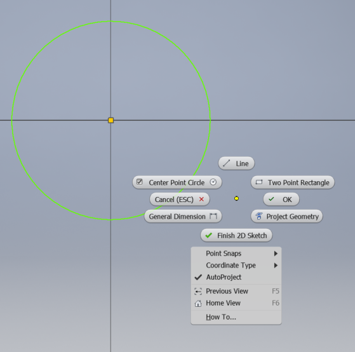 Line
Center Point Circle
Two Point Rectangle
Cancel (ESC)
OK
General Dimension
Project Geometry
Finish 2D Sketch
Point Snaps
Coordinate Type
AutoProject
Previous View F5
Home View F6
How To...